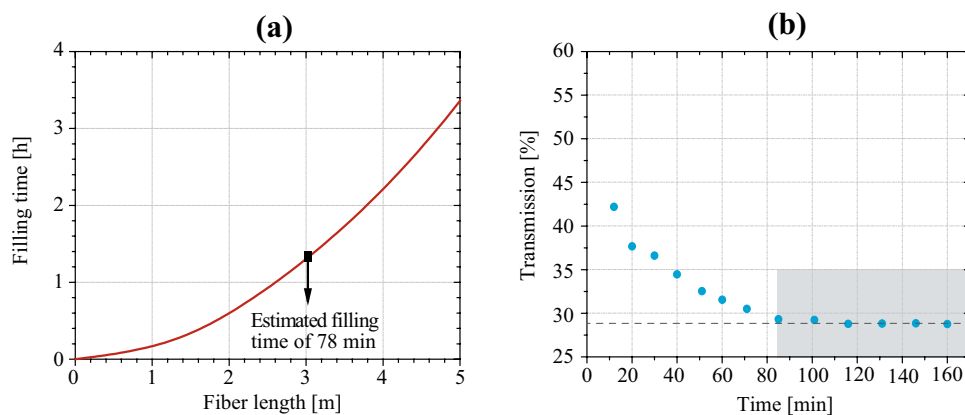 (a)
4
3
2
1
0
Filling time [h]
Estimated filling
time of 78 min
0 1 2 3 4 5
Fiber length [m]
(b)
60
55
50
45
40
35
30
25
Transmission [%]
0 20 40 60 80 100 120 140 160
Time [min]